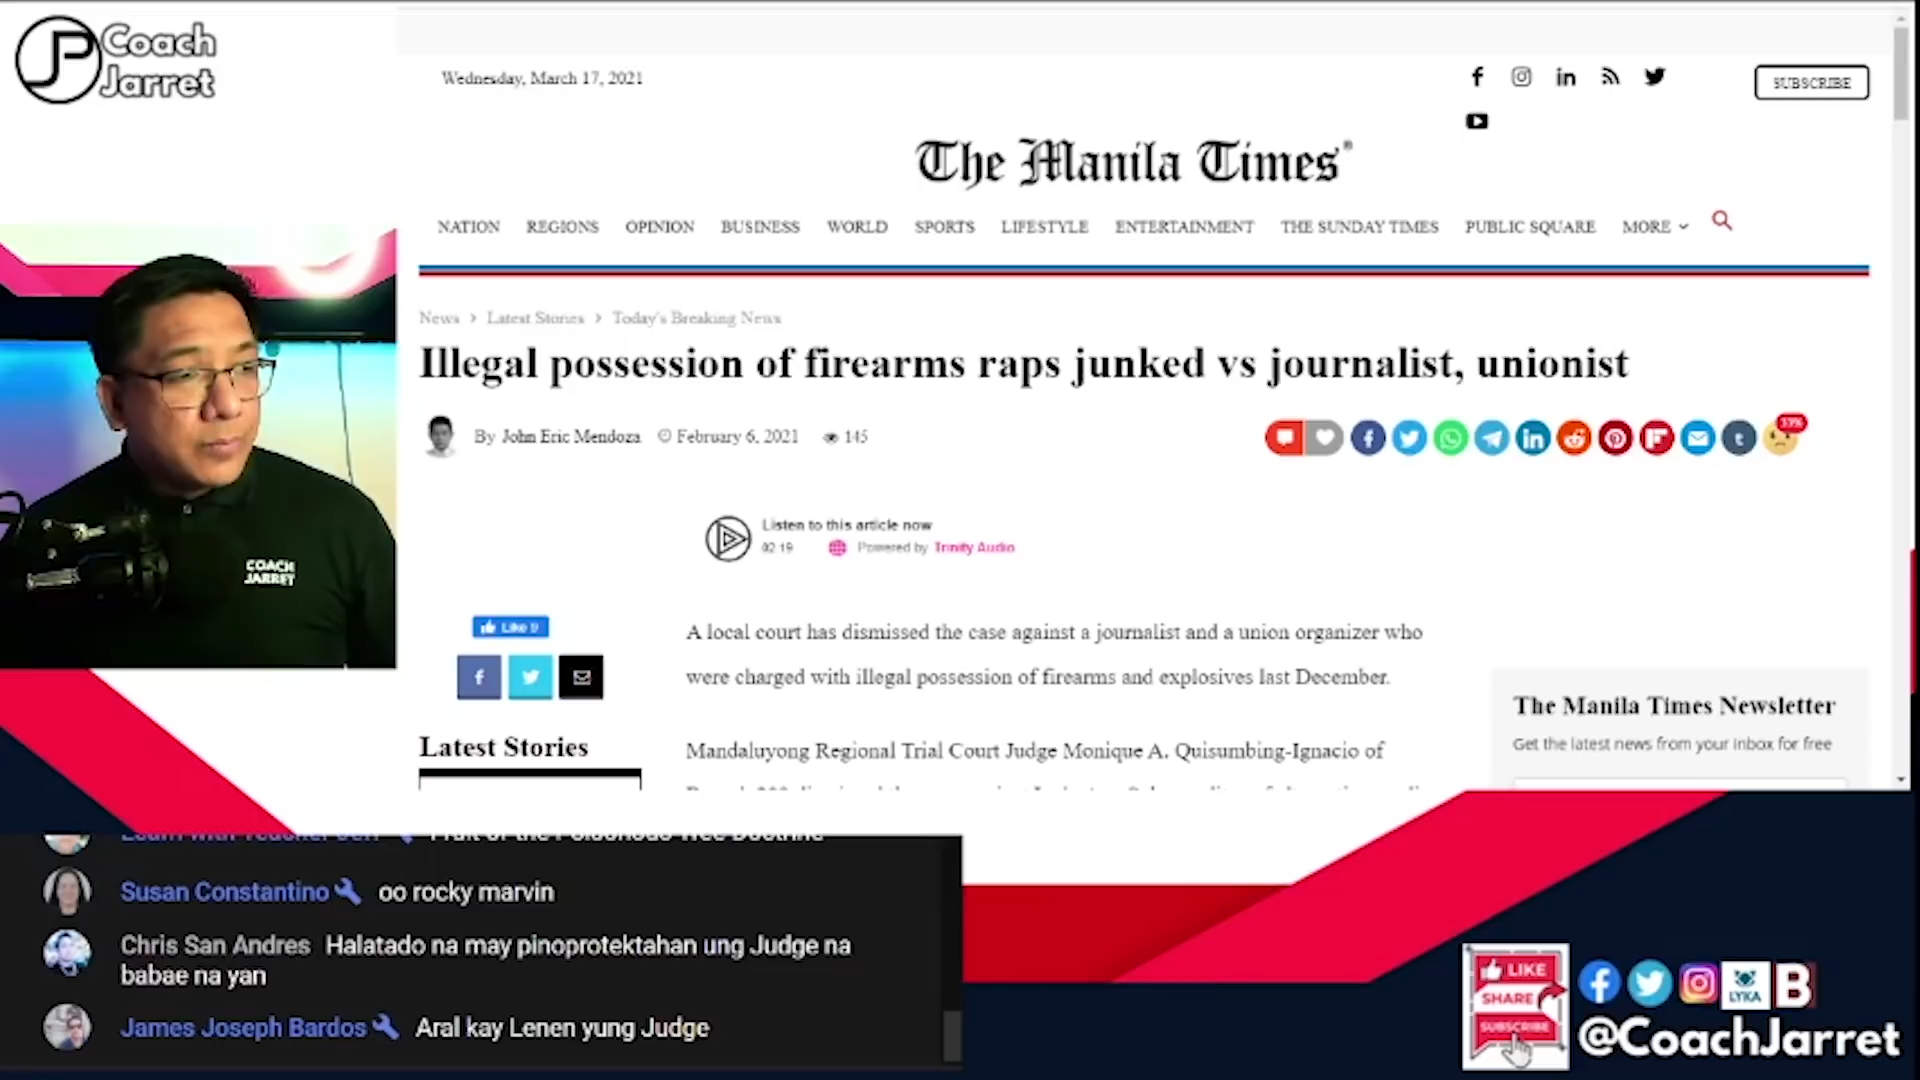 Coach
Jarret
Wednesday, March 17, 2021
SUBSCRIBE
The Manila Times®
NATION REGIONS OPINION BUSINESS WORLD SPORTS LIFESTYLE ENTERTAINMENT THE SUNDAY TIMES PUBLIC SQUARE MORE
News > Latest Stories > Today's Breaking News
Illegal possession of firearms raps junked vs journalist, unionist
By John Eric Mendoza February 6, 2021 145
Listen to this article now
02:19 Powered by Trinity Audio
A local court has dismissed the case against a journalist and a union organizer who
were charged with illegal possession of firearms and explosives last December.
Mandaluyong Regional Trial Court Judge Monique A. Quisumbing-Ignacio of
Like
Latest Stories
The Manila Times Newsletter
Get the latest news from your inbox for free
COACH
JARRET
Susan Constantino oo rocky marvin
Chris San Andres Halatado na may pinoprotektahan ung Judge na
babae na yan
James Joseph Bardos Aral kay Lenen yung Judge
LIKE
SHARE
SUBSCRIBE
LYKA
B
@CoachJarret